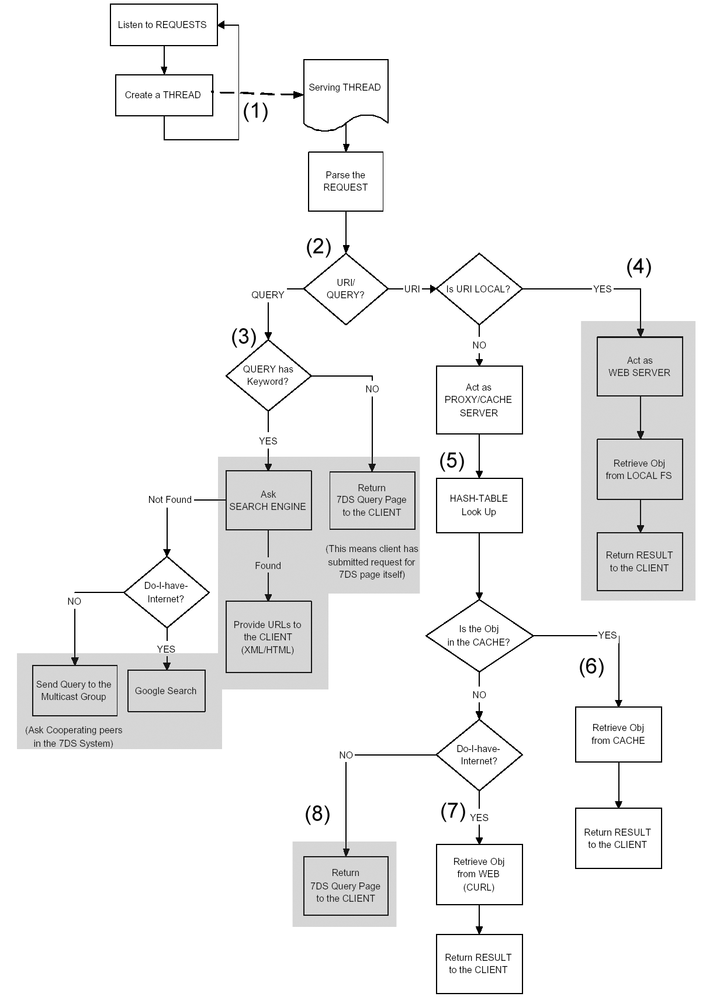 Listen to REQUESTS
Create a THREAD
(1)
Serving THREAD
Parse the
REQUEST
(2)
URI/
QUERY?
QUERY
URI
Is URI LOCAL?
YES
(4)
(3)
QUERY has
Keyword?
NO
YES
NO
Act as
PROXY/CACHE
SERVER
Act as
WEB SERVER
Retrieve Obj
from LOCAL FS
Return RESULT
to the CLIENT
(5)
HASH-TABLE
Look Up
Ask
SEARCH ENGINE
Return
7DS Query Page
to the CLIENT
(This means client has
submitted request for
7DS page itself)
Not Found
Found
Do-I-have-
Internet?
NO
YES
Provide URLs to
the CLIENT
(XML/HTML)
Send Query to the
Multicast Group
Google Search
(Ask Cooperating peers
in the 7DS System)
Is the Obj
in the CACHE?
YES
(6)
NO
Retrieve Obj
from CACHE
Return RESULT
to the CLIENT
Do-I-have-
Internet?
NO
(8)
(7)
YES
Return
7DS Query Page
to the CLIENT
Retrieve Obj
from WEB
(CURL)
Return RESULT
to the CLIENT